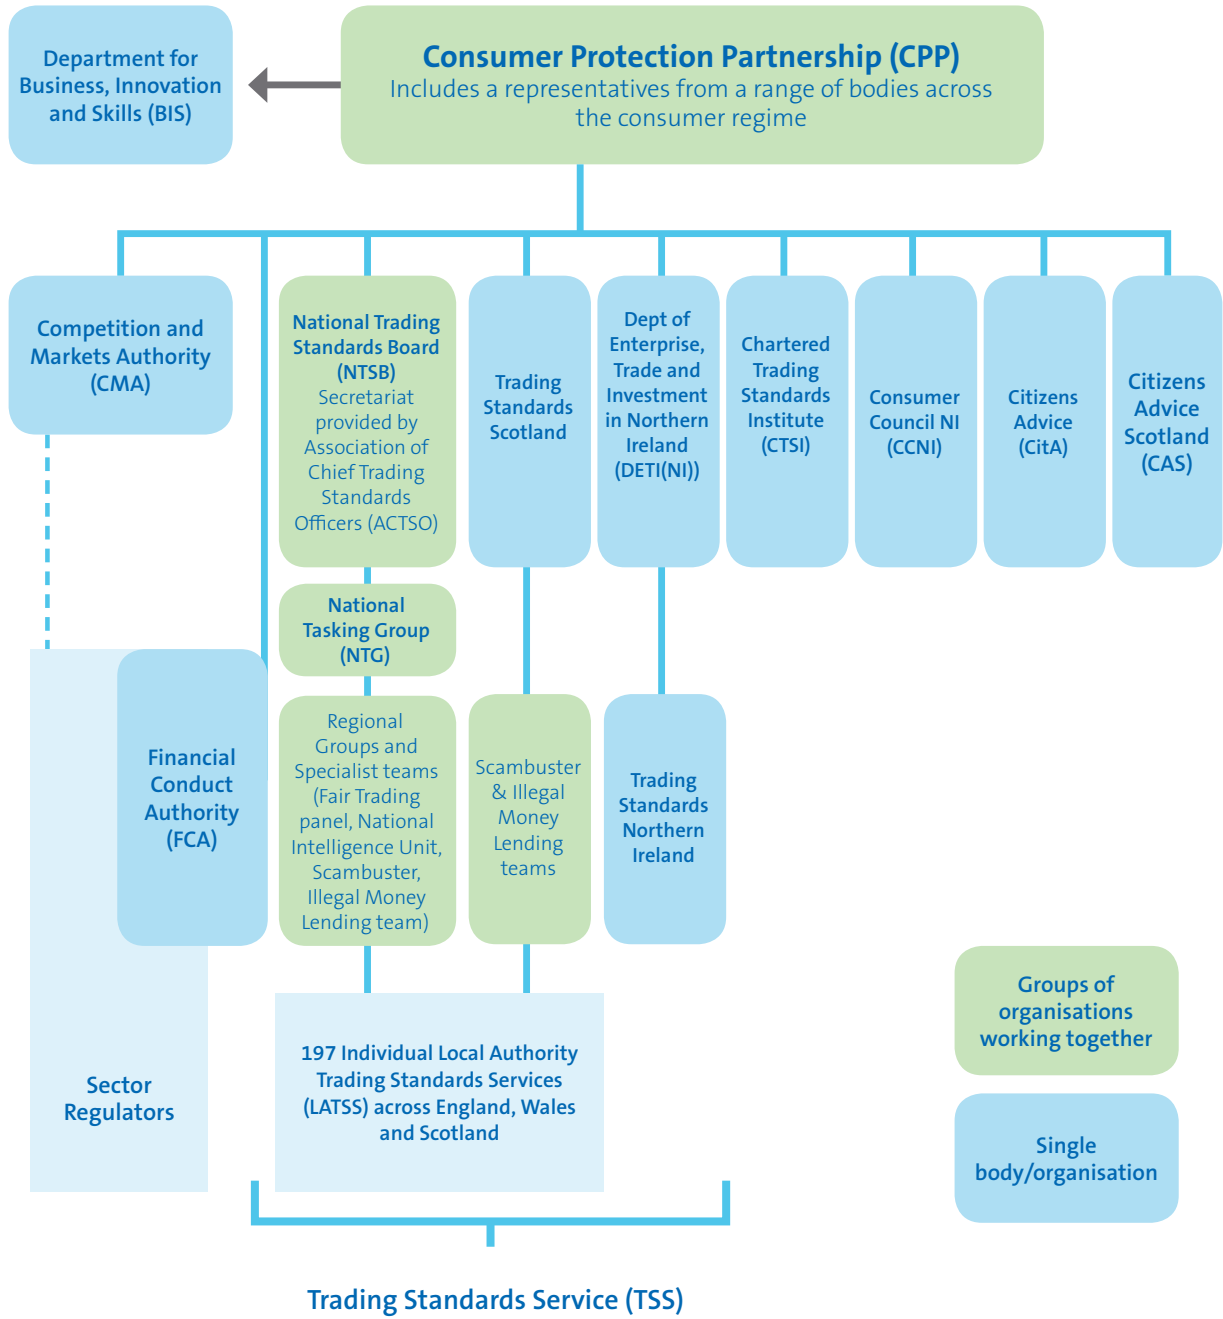 Department for
Business, Innovation
and Skills (BIS)
Consumer Protection Partnership (CPP)
Includes a representatives from a range of bodies across
the consumer regime
Competition and
Markets Authority
(CMA)
National Trading
Standards Board
(NTSB)
Secretariat
provided by
Association of
Chief Trading
Standards
Officers (ACTSO)
Trading
Standards
Scotland
Dept of
Enterprise,
Trade and
Investment
in Northern
Ireland
(DETI(NI))
Chartered
Trading
Standards
Institute
(CTSI)
Consumer
Council NI
(CCNI)
Citizens
Advice
(CitA)
Citizens
Advice
Scotland
(CAS)
National
Tasking Group
(NTG)
Financial
Conduct
Authority
(FCA)
Regional
Groups and
Specialist teams
(Fair Trading
panel, National
Intelligence Unit,
Scambuster,
Illegal Money
Lending team)
Scambuster
& Illegal
Money
Lending
teams
Trading
Standards
Northern
Ireland
Sector
Regulators
197 Individual Local Authority
Trading Standards Services
(LATSS) across England, Wales
and Scotland
Groups of
organisations
working together
Single
body/organisation
Trading Standards Service (TSS)